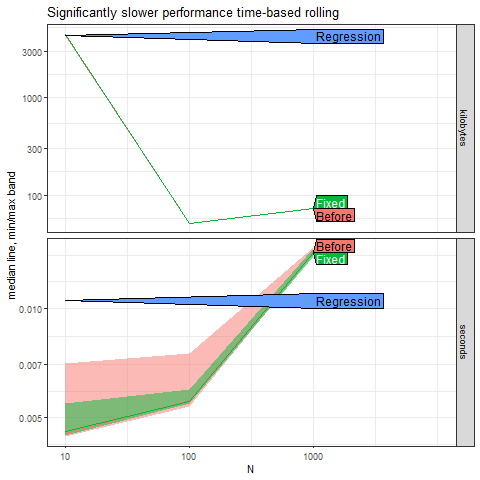 Significantly slower performance time-based rolling
3000
1000
300
100
Regression
Fixed
Before
kilobytes
median line, min/max band
0.010
0.007
0.005
Before
Fixed
Regression
seconds
10
100
1000
N